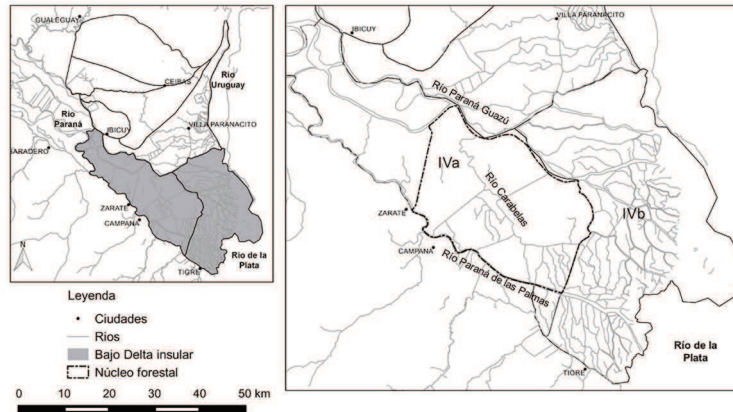 GUALEGUAY
Río
Uruguay
CEIBAS
Río
Paraná
IBICUY
VILLA PARANACITO
BARADERO
ZARATE
CAMPANA
N
TIGRE
Río de la
Plata
Leyenda
Ciudades
Rios
Bajo Delta insular
Núcleo forestal
0 10 20 30 40 50 km
IBICUY
VILLA PARANACITO
Río Paraná Guazú
IVa
Río Carabelas
IVb
ZARATE
CAMPANA
Río Paraná de las Palmas
Río de la
Plata
TIGRE